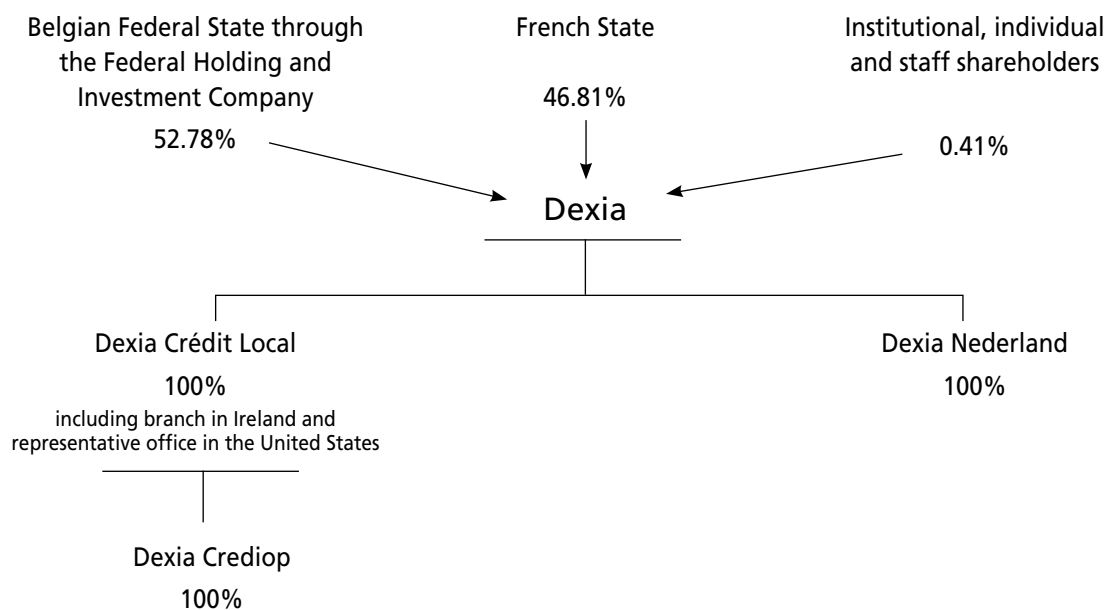 Belgian Federal State through
the Federal Holding and
Investment Company
52.78%
French State
46.81%
Institutional, individual
and staff shareholders
0.41%
Dexia
Dexia Crédit Local
100%
including branch in Ireland and
representative office in the United States
Dexia Nederland
100%
Dexia Crediop
100%